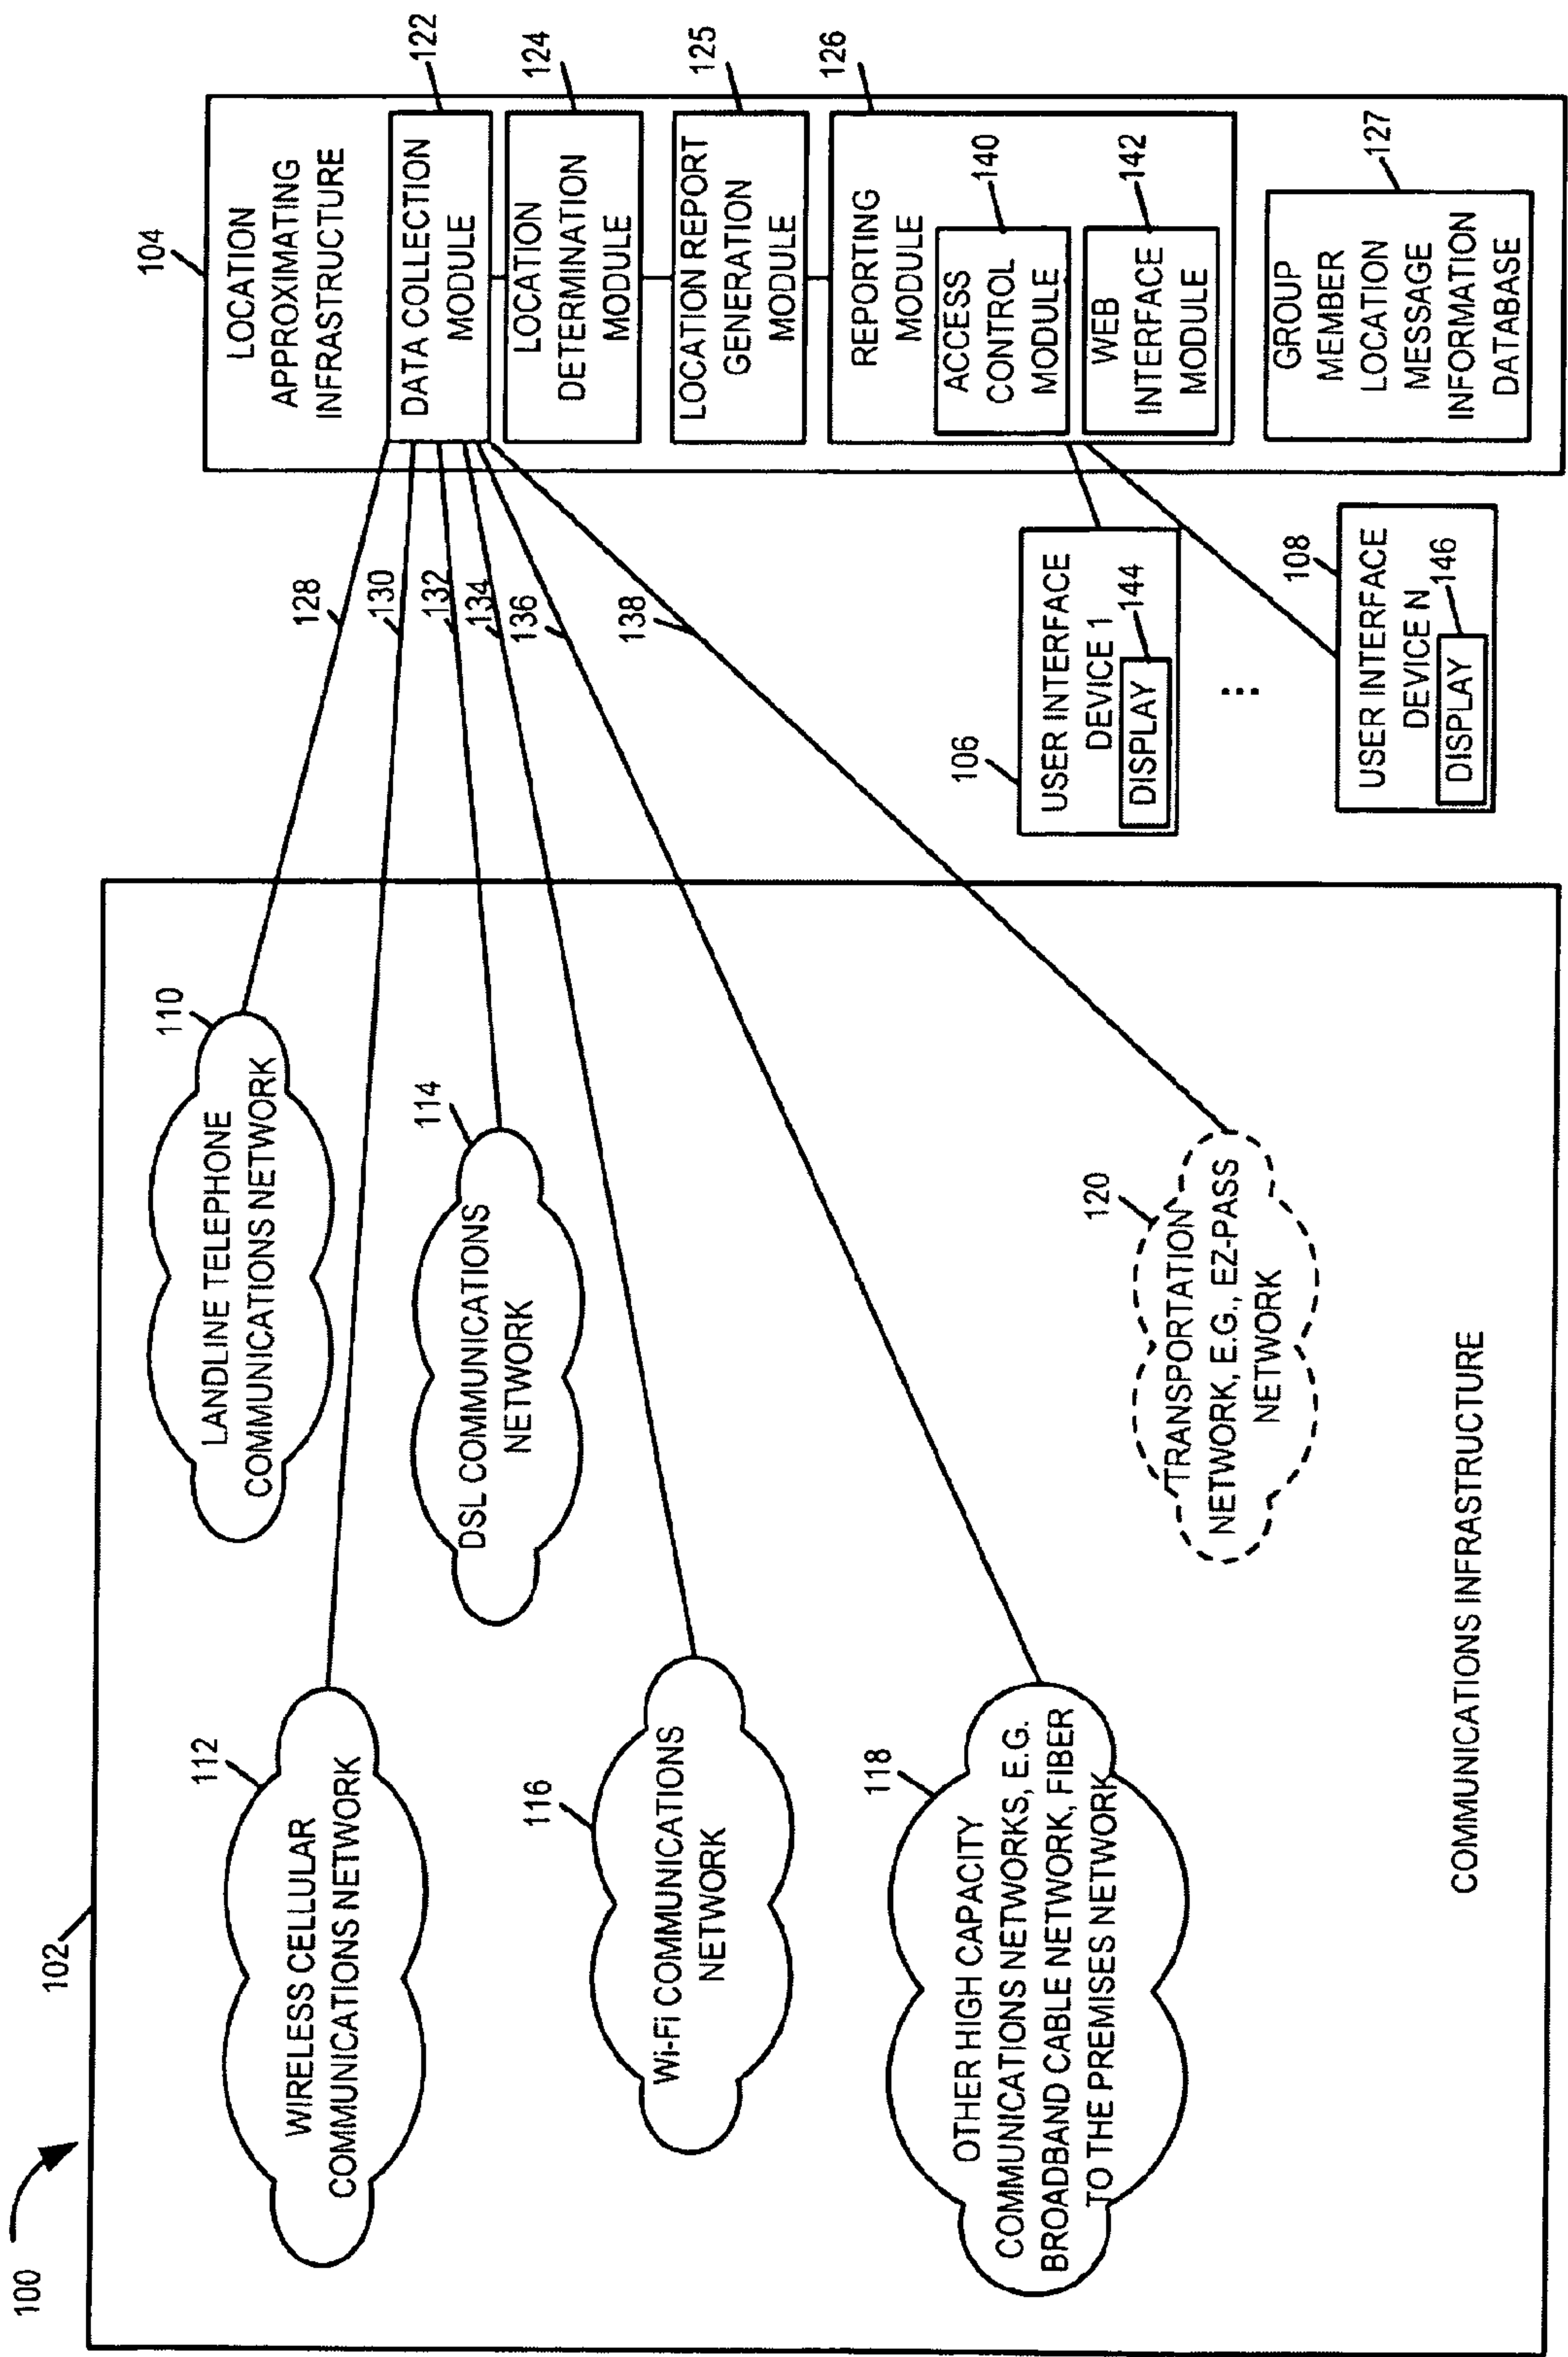 100
102
COMMUNICATIONS INFRASTRUCTURE
112
WIRELESS CELLULAR
COMMUNICATIONS NETWORK
110
LANDLINE TELEPHONE
COMMUNICATIONS NETWORK
114
DSL COMMUNICATIONS
NETWORK
116
Wi-Fi COMMUNICATIONS
NETWORK
118
OTHER HIGH CAPACITY
COMMUNICATIONS NETWORKS, E.G.
BROADBAND CABLE NETWORK, FIBER
TO THE PREMISES NETWORK
120
TRANSPORTATION
NETWORK, E.G., EZ-PASS
NETWORK
128
130
132
134
136
138
104
LOCATION
APPROXIMATING
INFRASTRUCTURE
DATA COLLECTION
MODULE
122
LOCATION
DETERMINATION
MODULE
124
LOCATION REPORT
GENERATION
MODULE
125
REPORTING
MODULE
126
ACCESS
CONTROL
MODULE
140
WEB
INTERFACE
MODULE
142
GROUP
MEMBER
LOCATION
MESSAGE
INFORMATION
DATABASE
127
106
USER INTERFACE
DEVICE 1
144
DISPLAY
...
108
USER INTERFACE
DEVICE N
146
DISPLAY